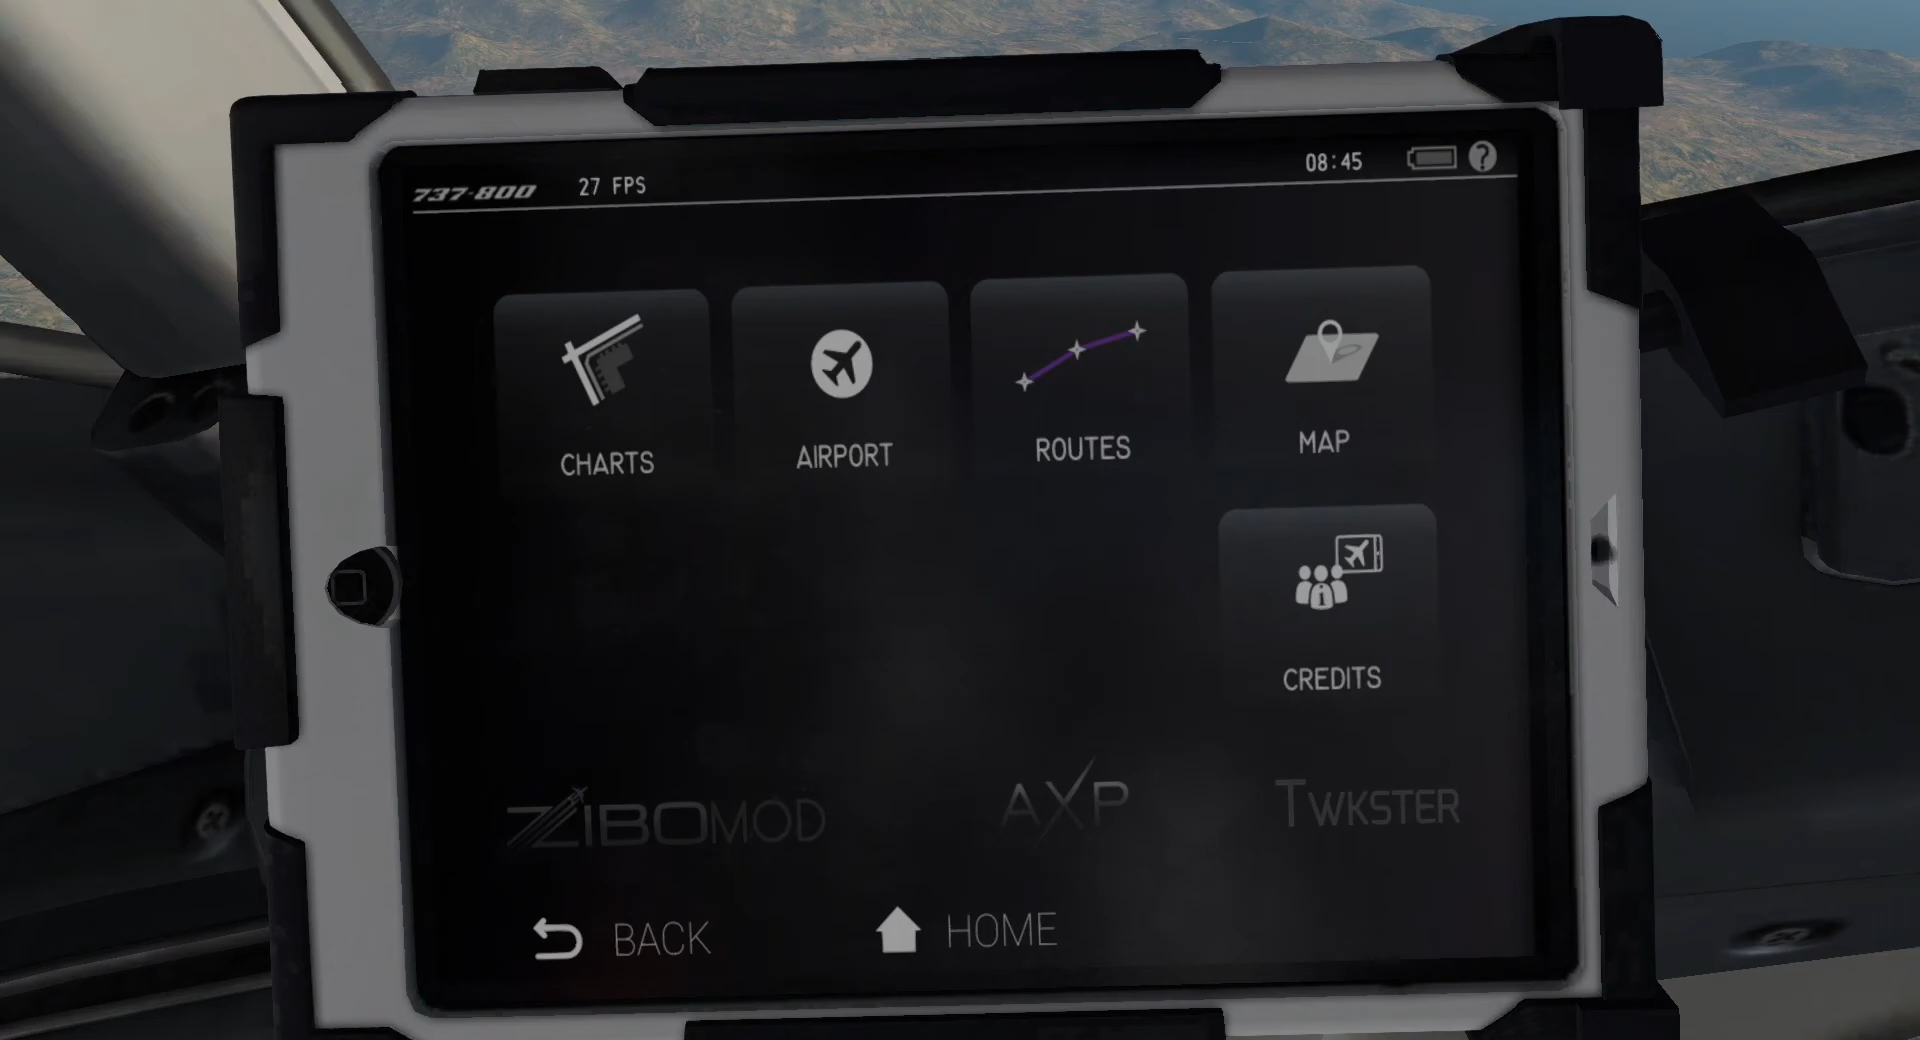 737-800 27 FPS 08:45
CHARTS AIRPORT ROUTES MAP
CREDITS
ZIBOMOD AXP TWKSTER
BACK HOME